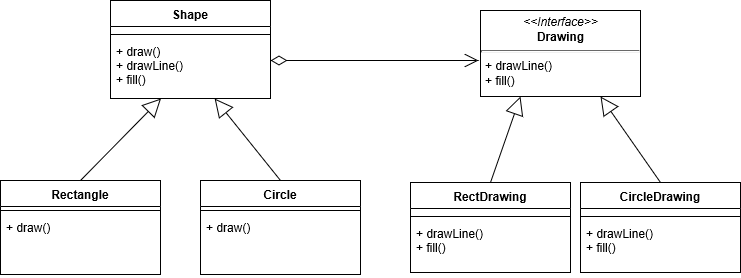 Shape
+ draw()
+ drawLine()
+ fill()
<<Interface>>
Drawing
+ drawLine()
+ fill()
Rectangle
+ draw()
Circle
+ draw()
RectDrawing
+ drawLine()
+ fill()
CircleDrawing
+ drawLine()
+ fill()